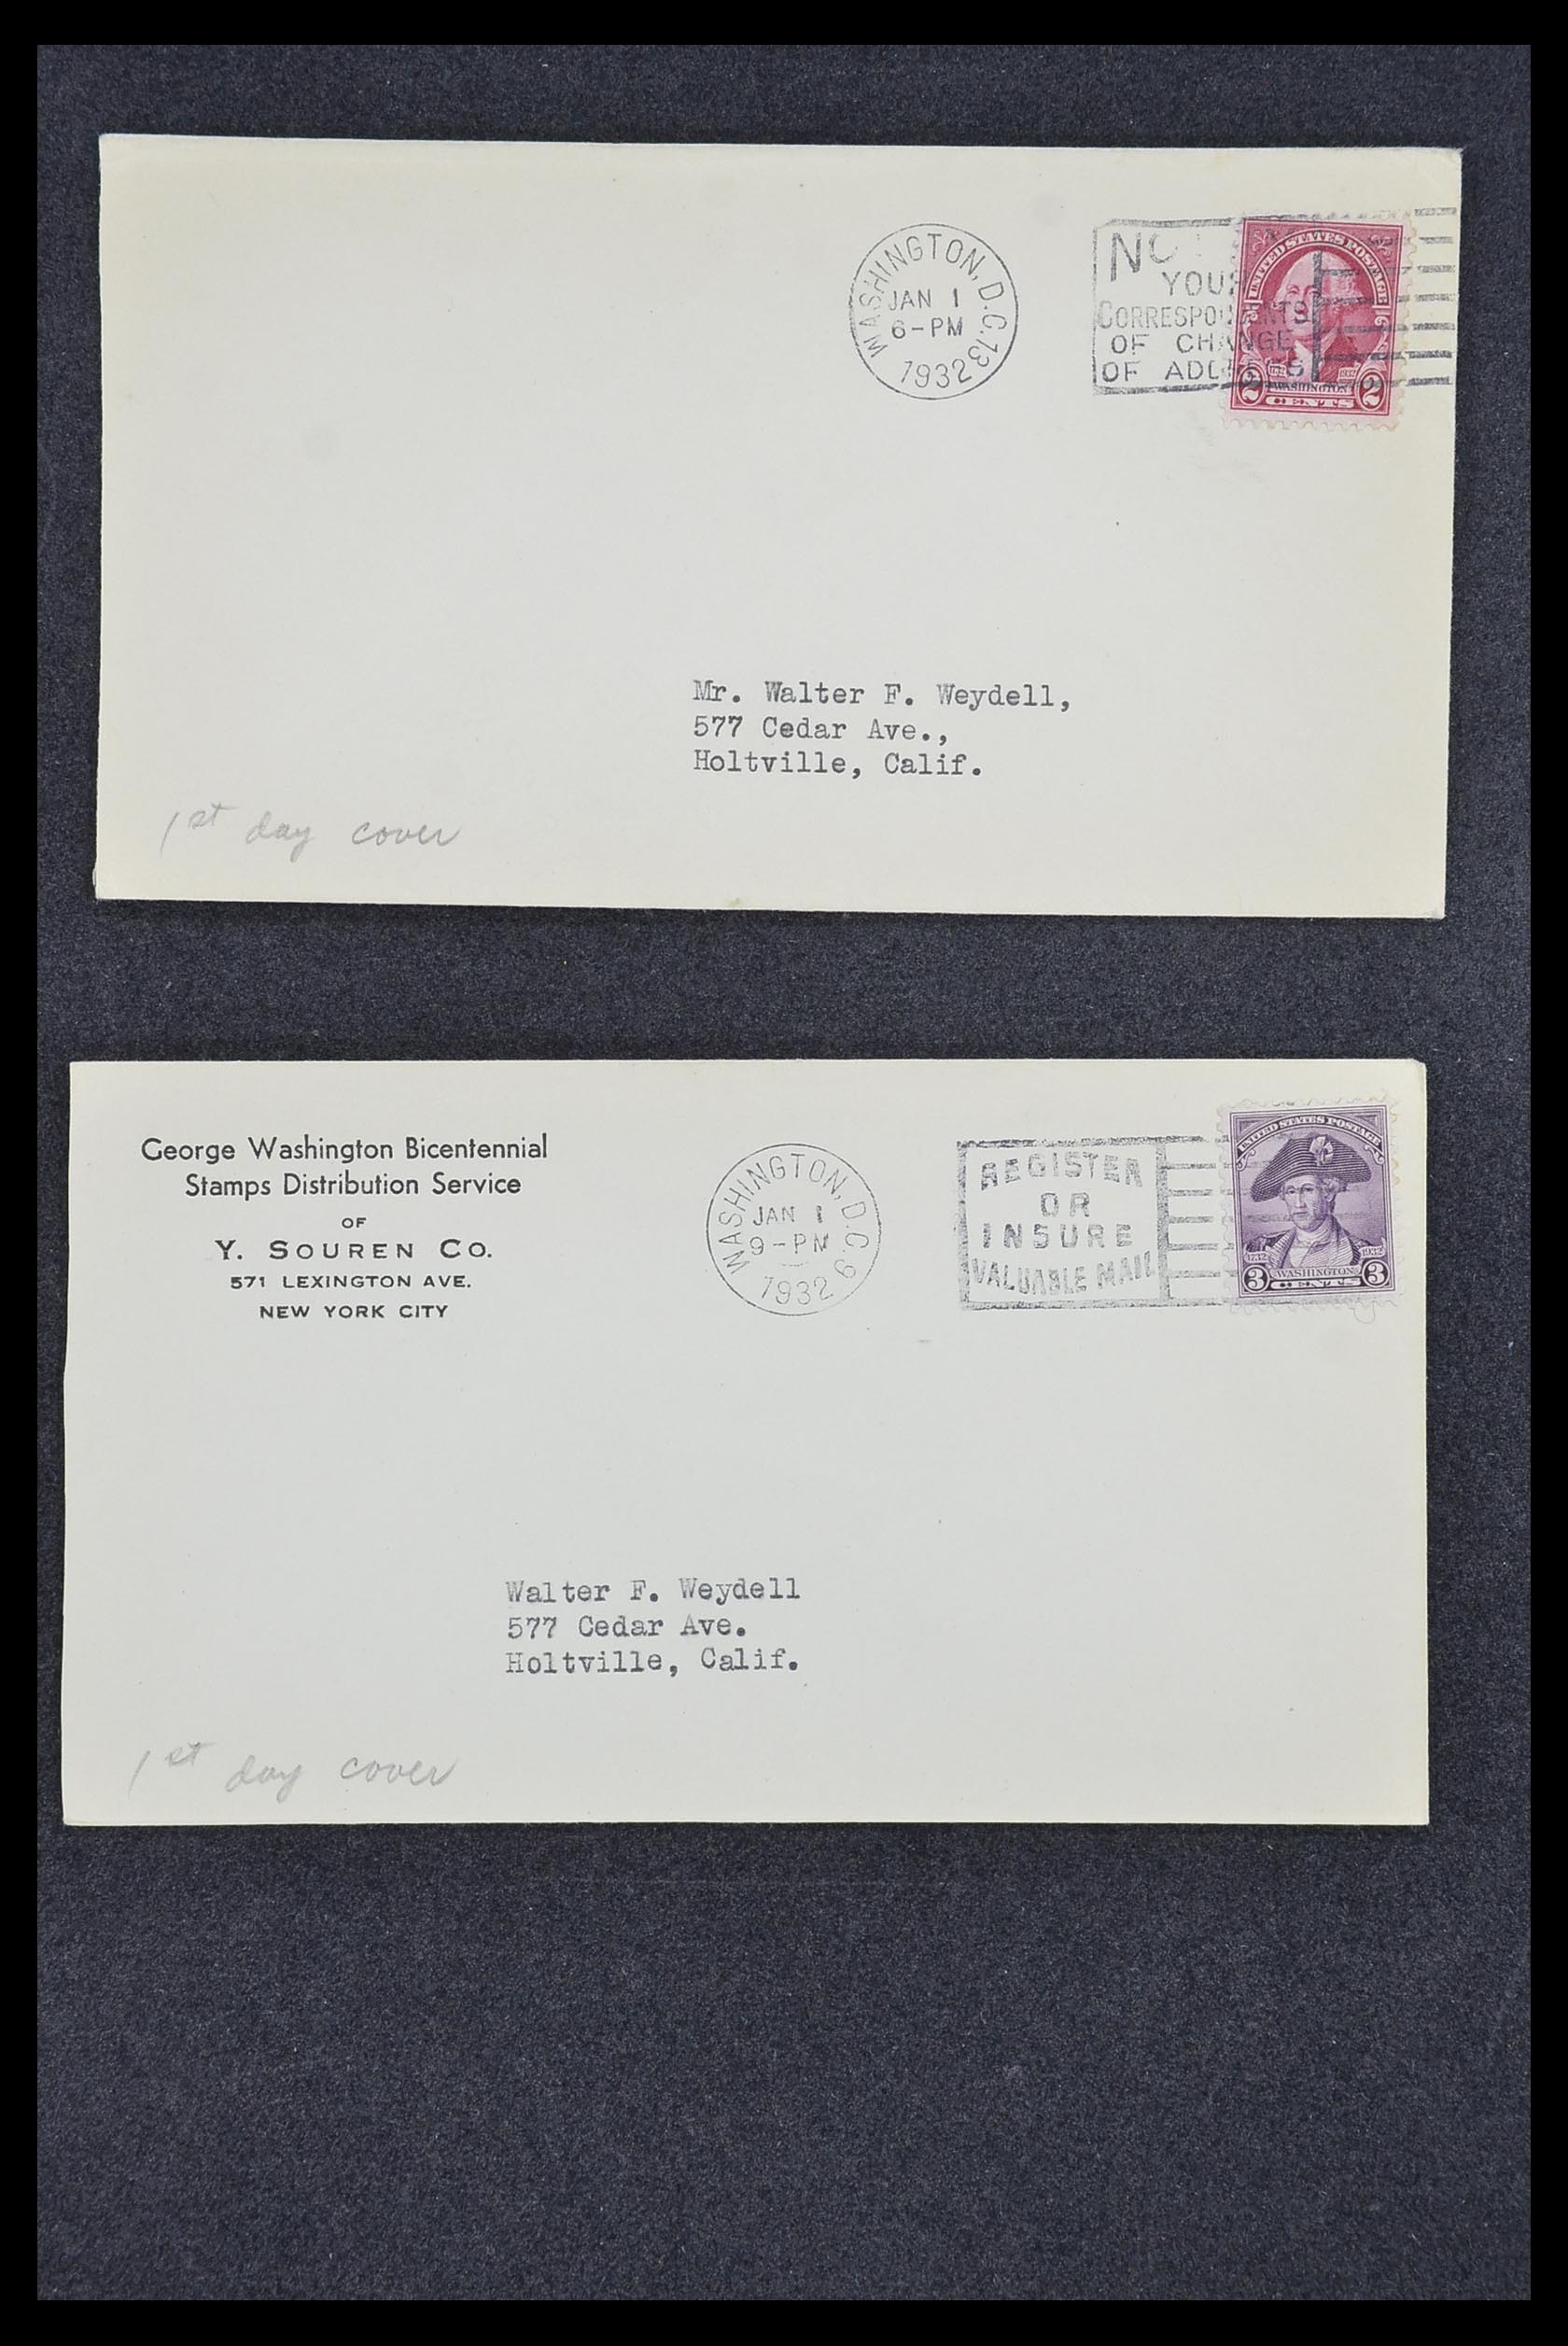 WASHINGTON, D.C. 13
JAN 1
6-PM
1932
YOUR
CORRESPONDENTS
OF CHANGE
OF ADDRESS
UNITED STATES POSTAGE
1932
2 WASHINGTON 2
CENTS
Mr. Walter F. Weydell,
577 Cedar Ave.,
Holtville, Calif.
1st day cover
George Washington Bicentennial
Stamps Distribution Service
OF
Y. SOUREN CO.
571 LEXINGTON AVE.
NEW YORK CITY
WASHINGTON, D.C. 9
JAN 1
9-PM
1932
REGISTER
OR
INSURE
VALUABLE MAIL
UNITED STATES POSTAGE
1732 1932
3 WASHINGTON 3
CENTS
Walter F. Weydell
577 Cedar Ave.
Holtville, Calif.
1st day cover